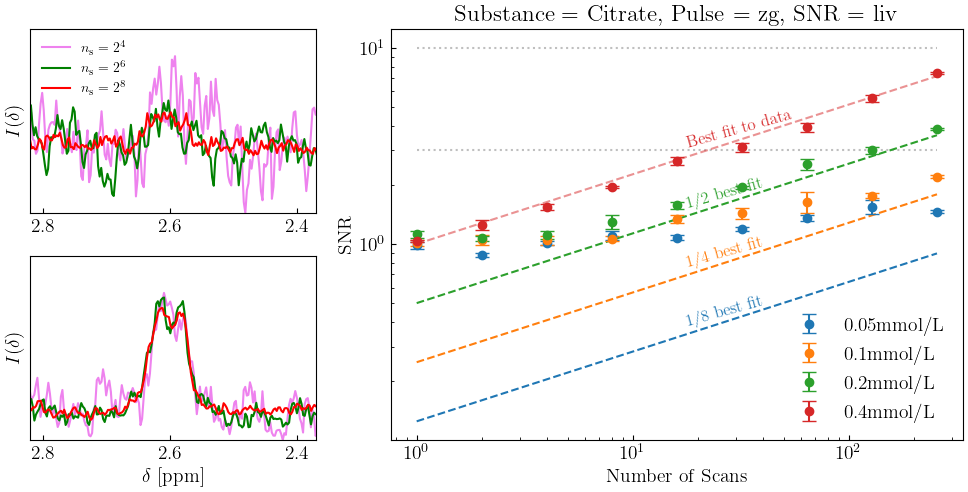 Substance = Citrate, Pulse = zg, SNR = liv
n_s = 2^4
n_s = 2^6
n_s = 2^8
I(δ)
2.8 2.6 2.4
I(δ)
2.8 2.6 2.4
δ [ppm]
10^1
10^0
SNR
Best fit to data
1/2 best fit
1/4 best fit
1/8 best fit
0.05mmol/L
0.1mmol/L
0.2mmol/L
0.4mmol/L
10^0 10^1 10^2
Number of Scans